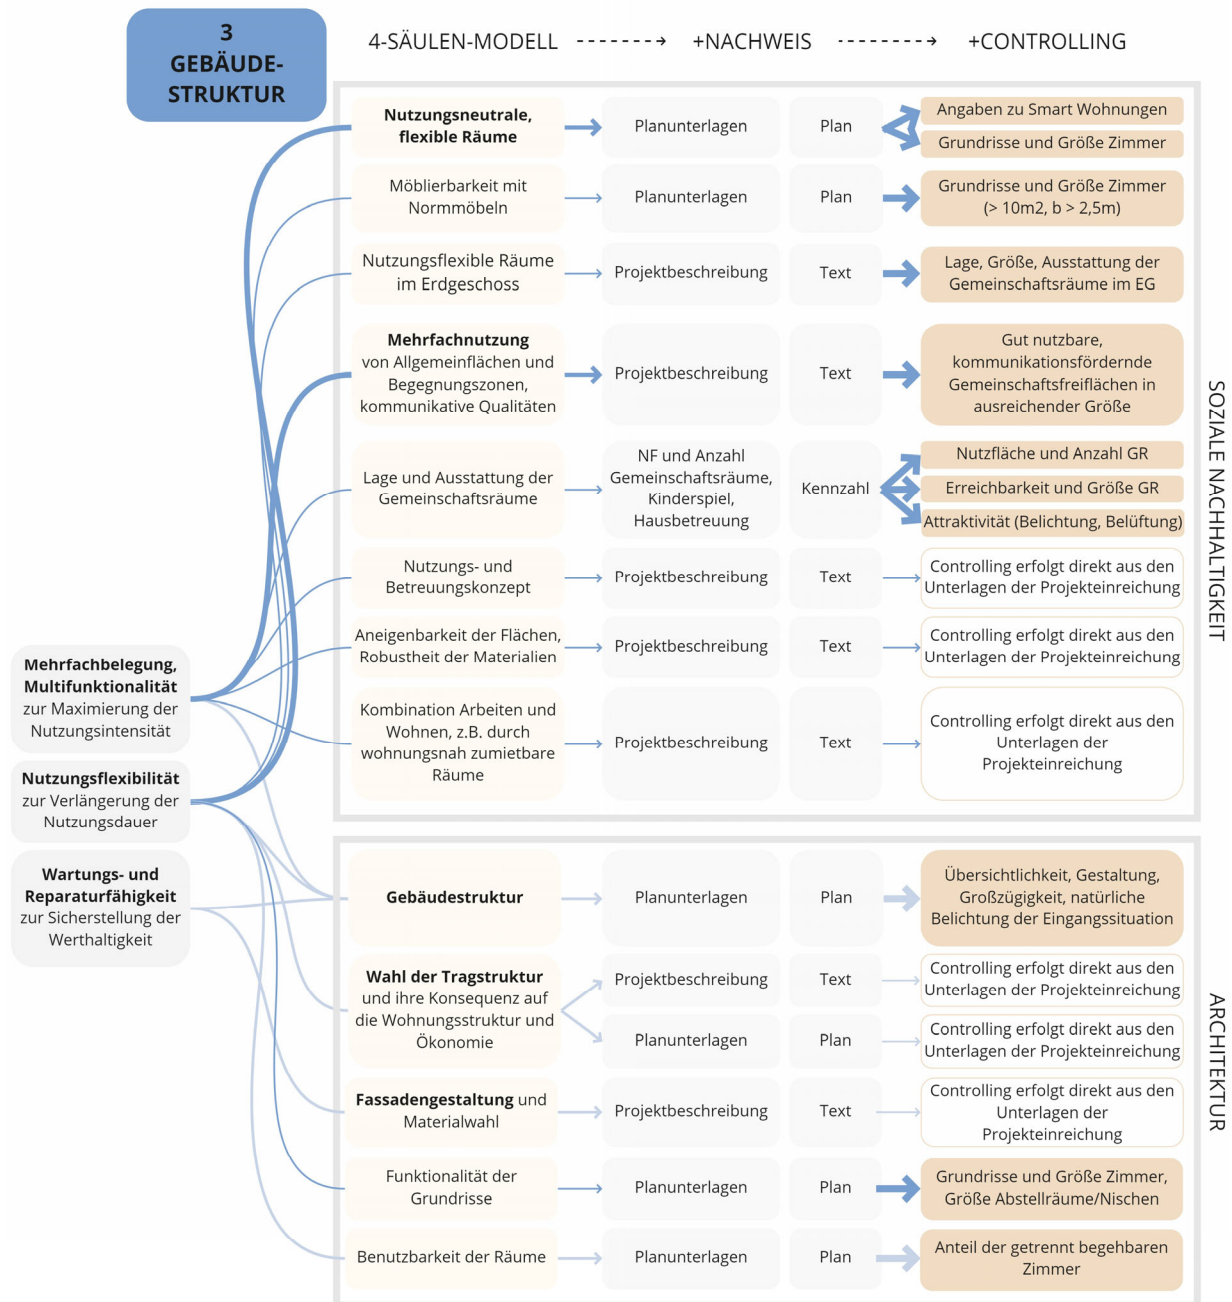 3
GEBÄUDE-
STRUKTUR
4-SÄULEN-MODELL
+NACHWEIS
+CONTROLLING
Mehrfachbelegung,
Multifunktionalität
zur Maximierung der
Nutzungsintensität
Nutzungsflexibilität
zur Verlängerung der
Nutzungsdauer
Wartungs- und
Reparaturfähigkeit
zur Sicherstellung der
Werthaltigkeit
SOZIALE NACHHALTIGKEIT
Nutzungsneutrale,
flexible Räume
Planunterlagen
Plan
Angaben zu Smart Wohnungen
Grundrisse und Größe Zimmer
Möblierbarkeit mit
Normmöbeln
Planunterlagen
Plan
Grundrisse und Größe Zimmer
(> 10m2, b > 2,5m)
Nutzungsflexible Räume
im Erdgeschoss
Projektbeschreibung
Text
Lage, Größe, Ausstattung der
Gemeinschaftsräume im EG
Mehrfachnutzung
von Allgemeinflächen und
Begegnungszonen,
kommunikative Qualitäten
Projektbeschreibung
Text
Gut nutzbare,
kommunikationsfördernde
Gemeinschaftsfreiflächen in
ausreichender Größe
Lage und Ausstattung der
Gemeinschaftsräume
NF und Anzahl
Gemeinschaftsräume,
Kinderspiel,
Hausbetreuung
Kennzahl
Nutzfläche und Anzahl GR
Erreichbarkeit und Größe GR
Attraktivität (Belichtung, Belüftung)
Nutzungs- und
Betreuungskonzept
Projektbeschreibung
Text
Controlling erfolgt direkt aus den
Unterlagen der Projekteinreichung
Aneigenbarkeit der Flächen,
Robustheit der Materialien
Projektbeschreibung
Text
Controlling erfolgt direkt aus den
Unterlagen der Projekteinreichung
Kombination Arbeiten und
Wohnen, z.B. durch
wohnungsnah zumietbare
Räume
Projektbeschreibung
Text
Controlling erfolgt direkt aus den
Unterlagen der
Projekteinreichung
ARCHITEKTUR
Gebäudestruktur
Planunterlagen
Plan
Übersichtlichkeit, Gestaltung,
Großzügigkeit, natürliche
Belichtung der Eingangssituation
Wahl der Tragstruktur
und ihre Konsequenz auf
die Wohnungsstruktur und
Ökonomie
Projektbeschreibung
Text
Controlling erfolgt direkt aus den
Unterlagen der Projekteinreichung
Planunterlagen
Plan
Controlling erfolgt direkt aus den
Unterlagen der Projekteinreichung
Fassadengestaltung und
Materialwahl
Projektbeschreibung
Text
Controlling erfolgt direkt aus den
Unterlagen der
Projekteinreichung
Funktionalität der
Grundrisse
Planunterlagen
Plan
Grundrisse und Größe Zimmer,
Größe Abstellräume/Nischen
Benutzbarkeit der Räume
Planunterlagen
Plan
Anteil der getrennt begehbaren
Zimmer